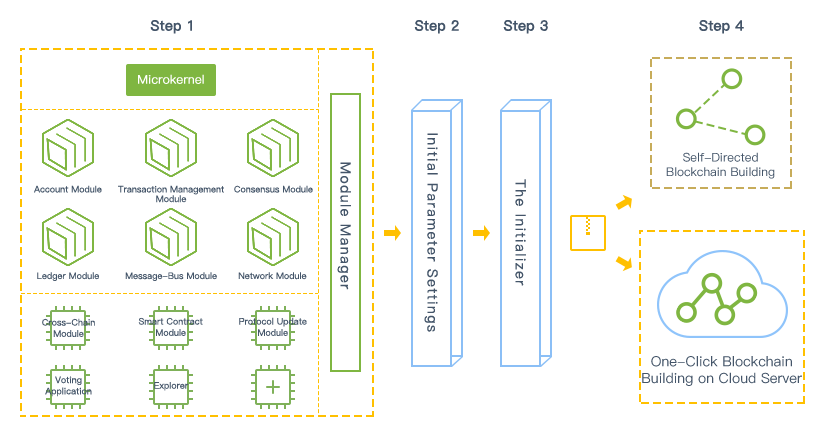 Step 1
Step 2
Step 3
Step 4
Microkernel
Account Module
Transaction Management
Module
Consensus Module
Ledger Module
Message-Bus Module
Network Module
Cross-Chain
Module
Smart Contract
Module
Protocol Update
Module
Voting
Application
Explorer
Module Manager
Initial Parameter Settings
The Initializer
Self-Directed
Blockchain Building
One-Click Blockchain
Building on Cloud Server